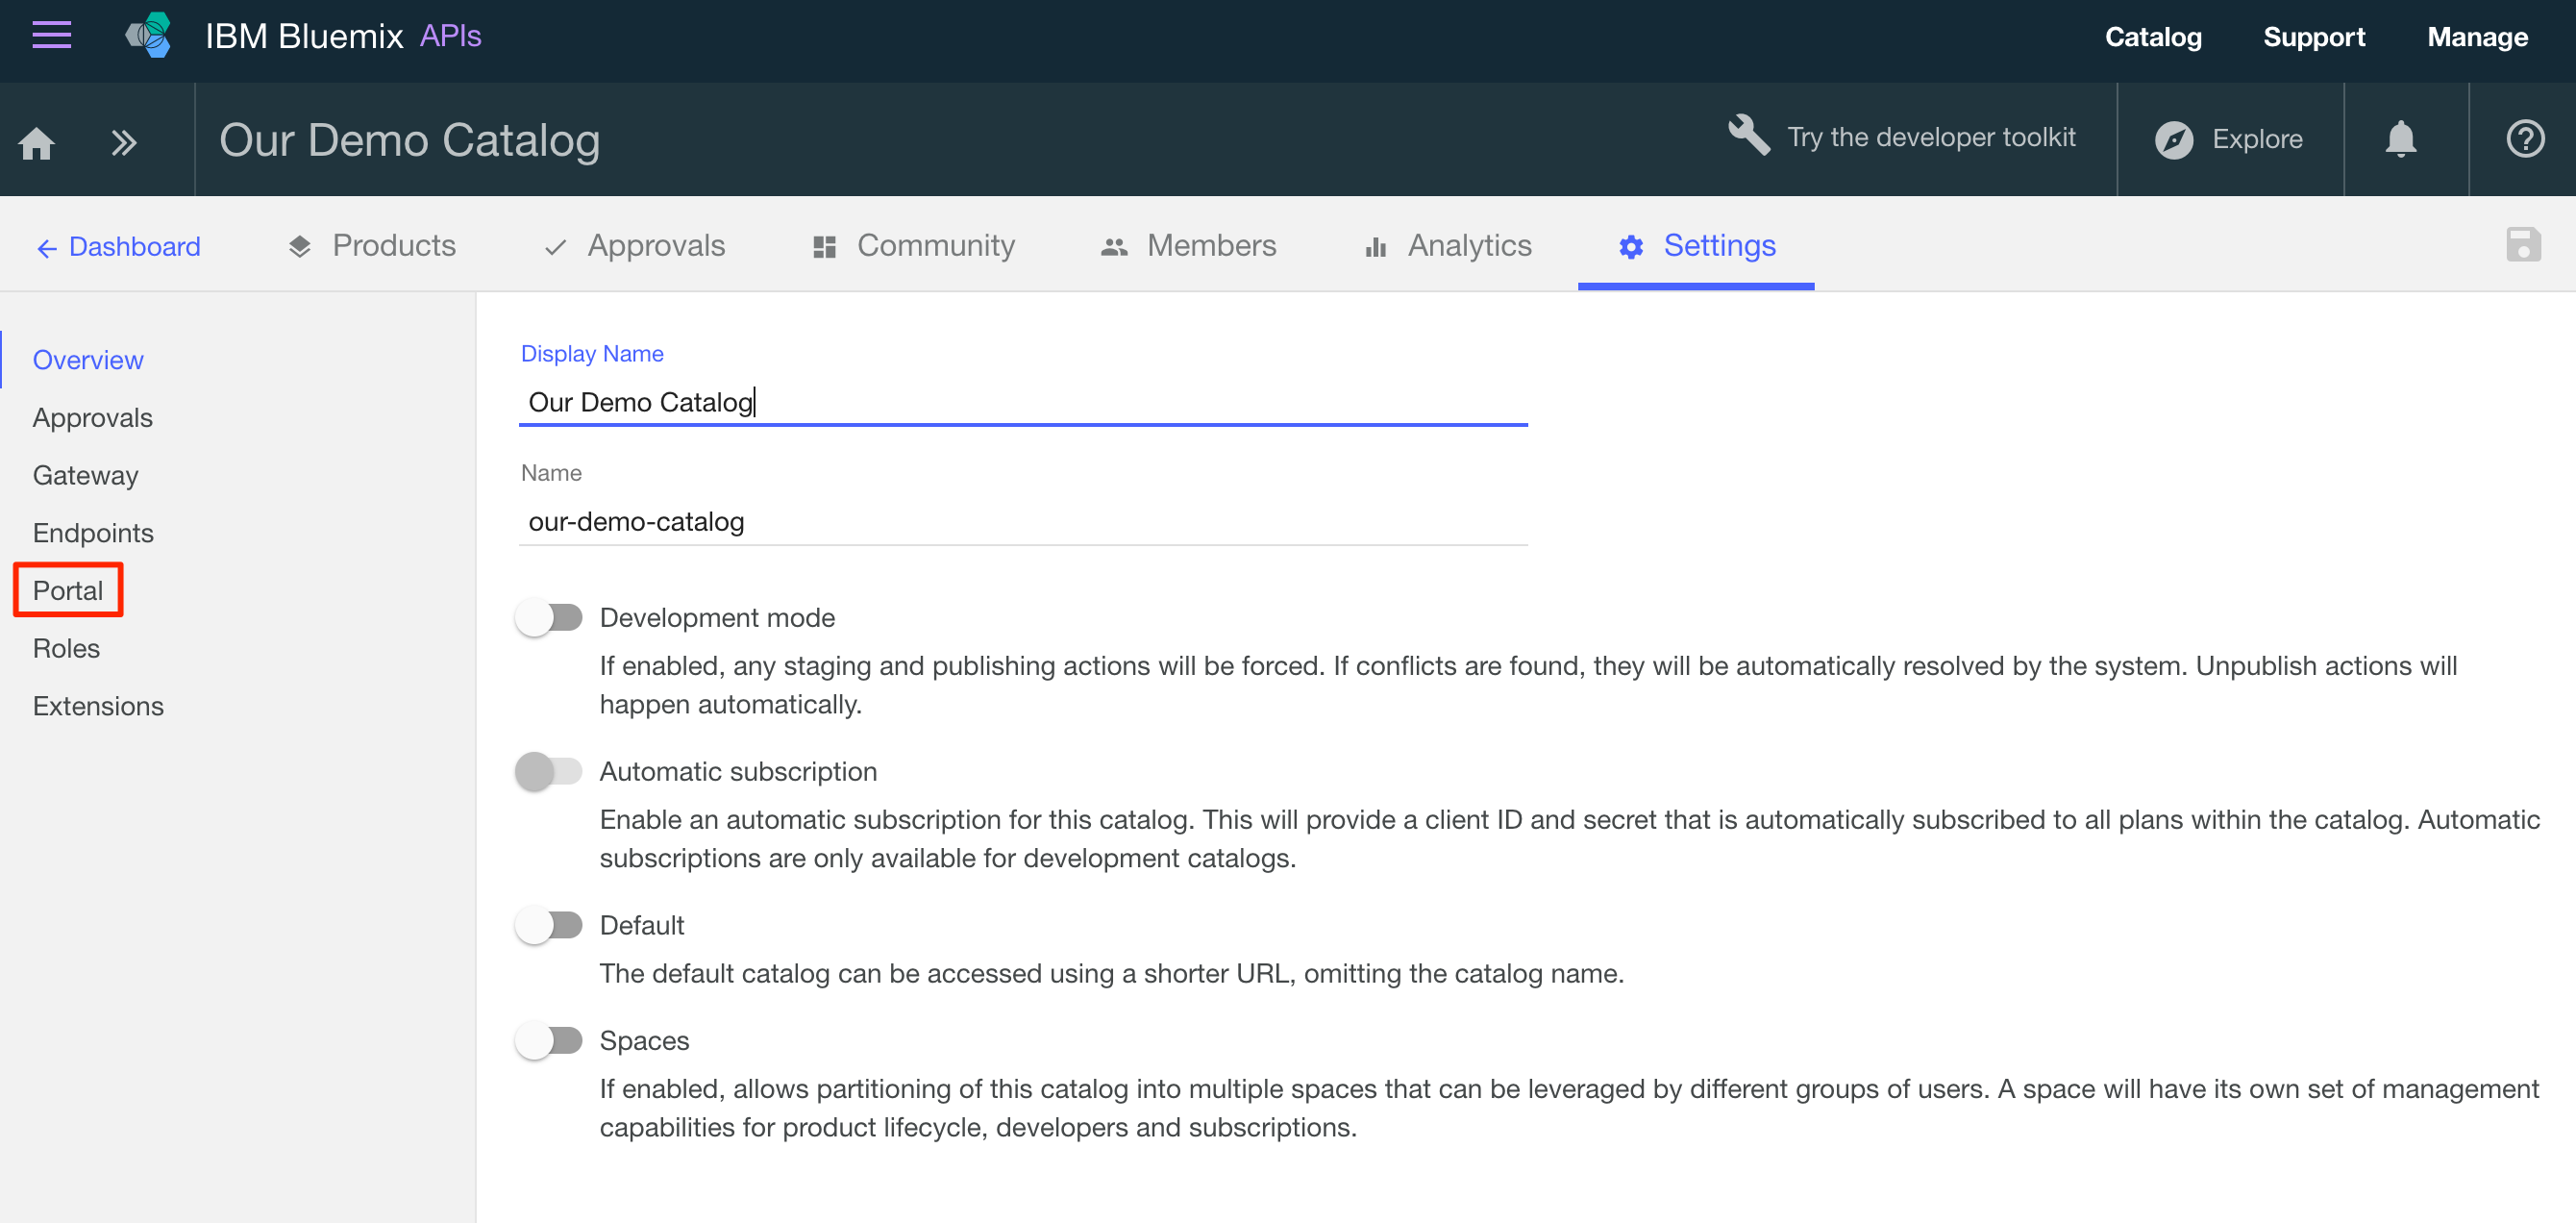 IBM Bluemix APIs
Catalog
Support
Manage
Our Demo Catalog
Try the developer toolkit
Explore
Dashboard
Products
Approvals
Community
Members
Analytics
Settings
Overview
Approvals
Gateway
Endpoints
Portal
Roles
Extensions
Display Name
Our Demo Catalog
Name
our-demo-catalog
Development mode
If enabled, any staging and publishing actions will be forced. If conflicts are found, they will be automatically resolved by the system. Unpublish actions will
happen automatically.
Automatic subscription
Enable an automatic subscription for this catalog. This will provide a client ID and secret that is automatically subscribed to all plans within the catalog. Automatic
subscriptions are only available for development catalogs.
Default
The default catalog can be accessed using a shorter URL, omitting the catalog name.
Spaces
If enabled, allows partitioning of this catalog into multiple spaces that can be leveraged by different groups of users. A space will have its own set of management
capabilities for product lifecycle, developers and subscriptions.